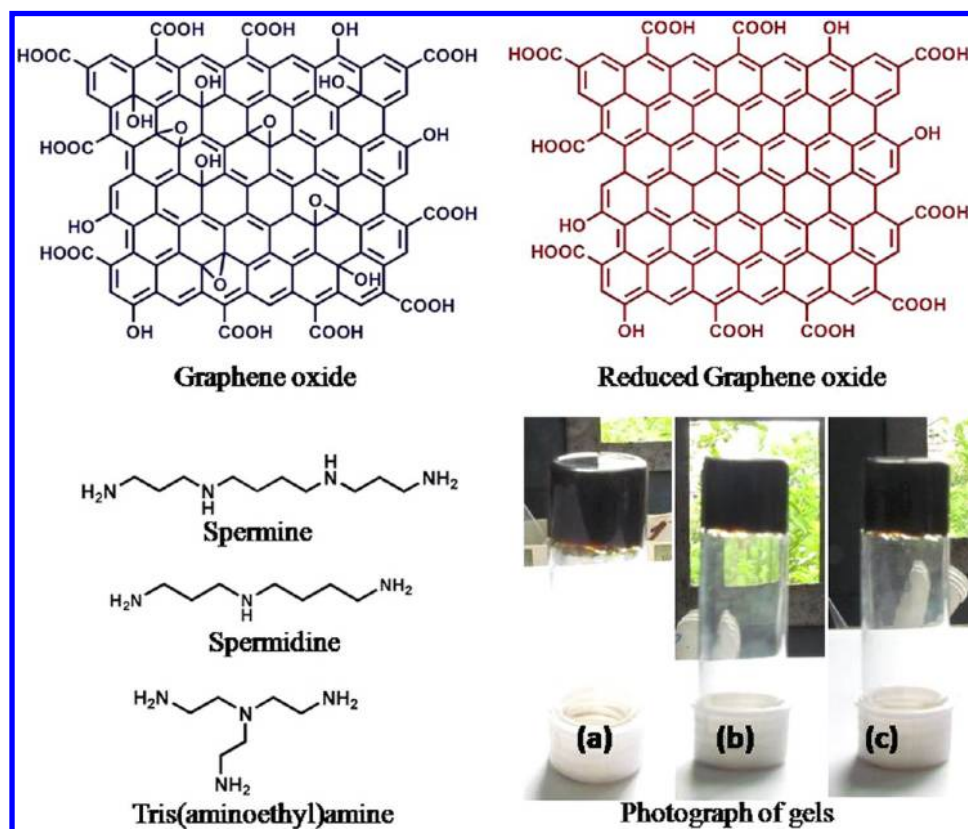 COOH COOH OH
HOOC COOH
OH HO
OH
O O
OH
HOOC
OH
O
COOH
HO
HOOC
O
OH
COOH
OH COOH COOH
Graphene oxide
COOH COOH OH
HOOC COOH
OH
HOOC
COOH
HO
HOOC
COOH
OH COOH COOH
Reduced Graphene oxide
H
H₂N N N NH₂
H
Spermine
H₂N N NH₂
H
Spermidine
H₂N NH₂
N
NH₂
Tris(aminoethyl)amine
(a) (b) (c)
Photograph of gels